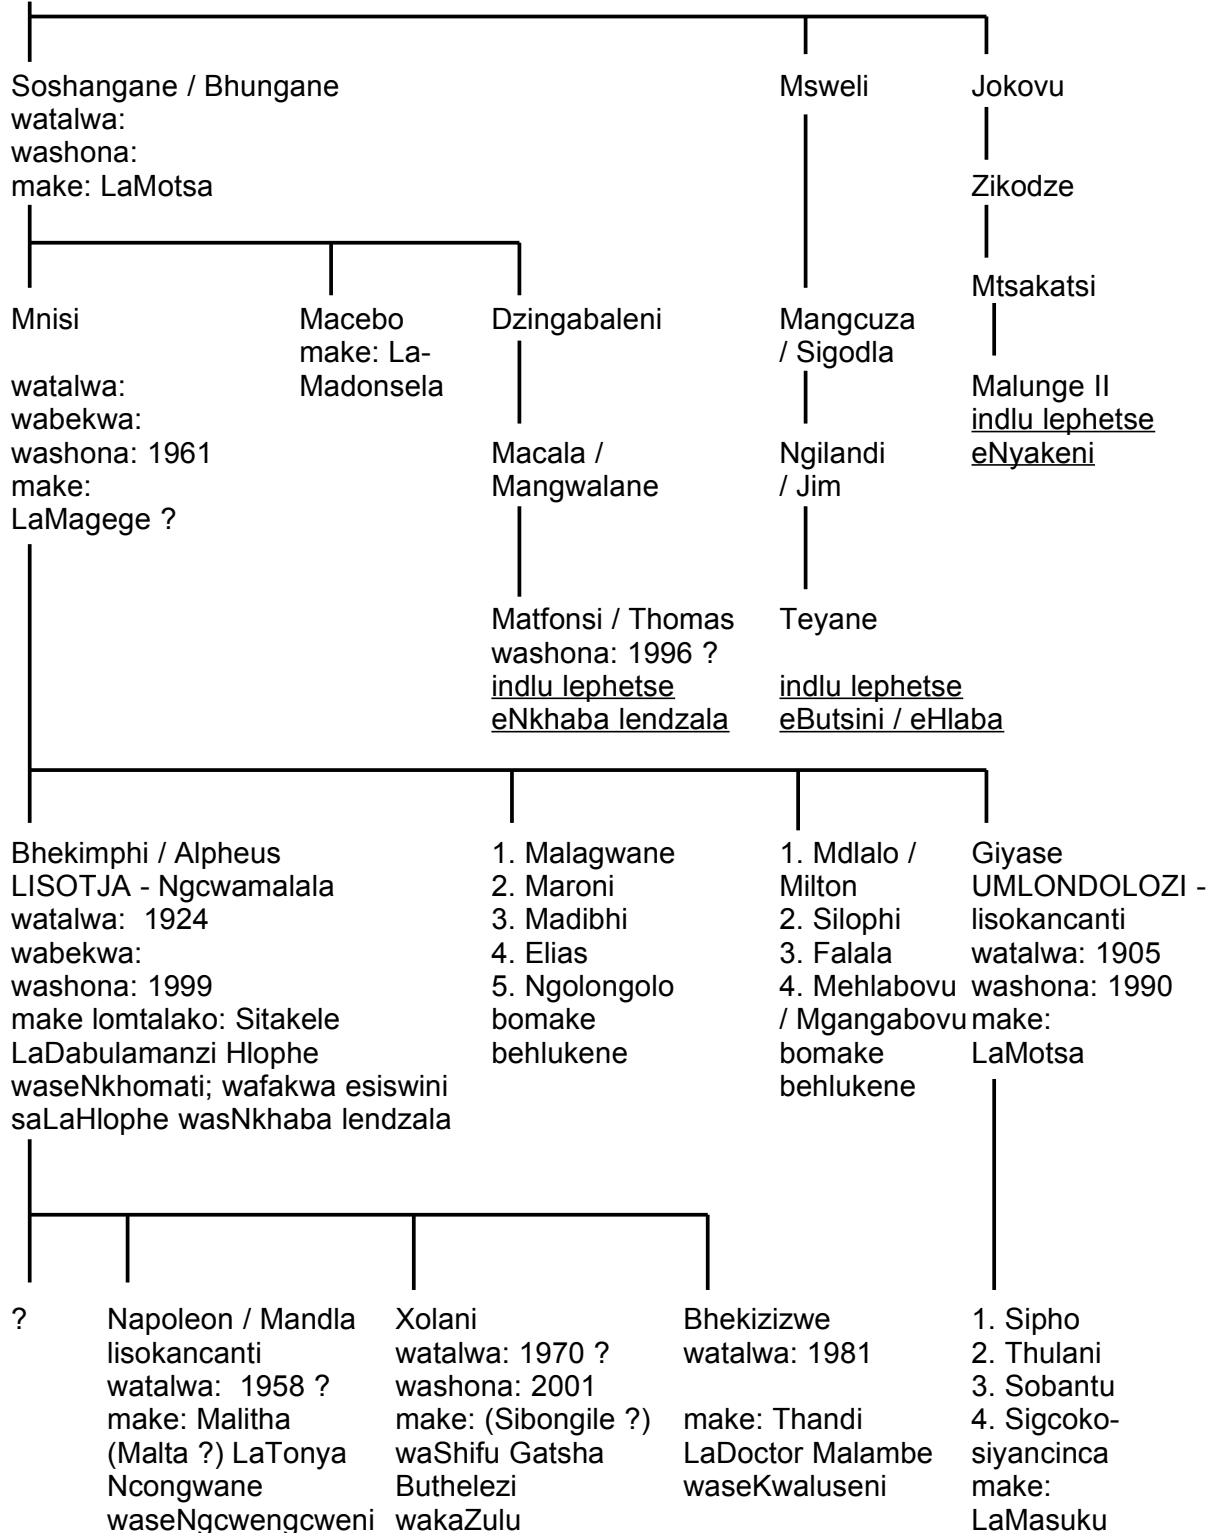 Soshangane / Bhungane
watalwa:
washona:
make: LaMotsa
Msweli
Jokovu
Zikodze
Mtsakatsi
Malunge II
indlu lephetse
eNyakeni
Mnisi
watalwa:
wabekwa:
washona: 1961
make:
LaMagege ?
Macebo
make: La-
Madonsela
Dzingabaleni
Macala /
Mangwalane
Matfonsi / Thomas
washona: 1996 ?
indlu lephetse
eNkhaba lendzala
Mangcuza
/ Sigodla
Ngilandi
/ Jim
Teyane
indlu lephetse
eButsini / eHlaba
Bhekimphi / Alpheus
LISOTJA - Ngcwamalala
watalwa: 1924
wabekwa:
washona: 1999
make lomtalako: Sitakele
LaDabulamanzi Hlophe
waseNkhomati; wafakwa esiswini
saLaHlophe wasNkhaba lendzala
1. Malagwane
2. Maroni
3. Madibhi
4. Elias
5. Ngolongolo
bomake
behlukene
1. Mdlalo /
Milton
2. Silophi
3. Falala
4. Mehlabovu
/ Mgangabovu
bomake
behlukene
Giyase
UMLONDOLOZI -
lisokancanti
watalwa: 1905
washona: 1990
make:
LaMotsa
?
Napoleon / Mandla
lisokancanti
watalwa: 1958 ?
make: Malitha
(Malta ?) LaTonya
Ncongwane
waseNgcwengcweni
Xolani
watalwa: 1970 ?
washona: 2001
make: (Sibongile ?)
waShifu Gatsha
Buthelezi
wakaZulu
Bhekizizwe
watalwa: 1981
make: Thandi
LaDoctor Malambe
waseKwaluseni
1. Sipho
2. Thulani
3. Sobantu
4. Sigcoko-
siyancinca
make:
LaMasuku